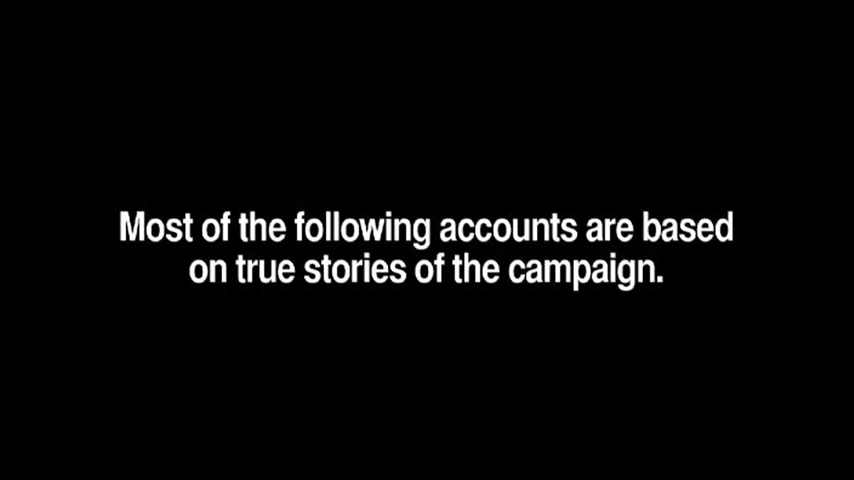 Most of the following accounts are based
on true stories of the campaign.